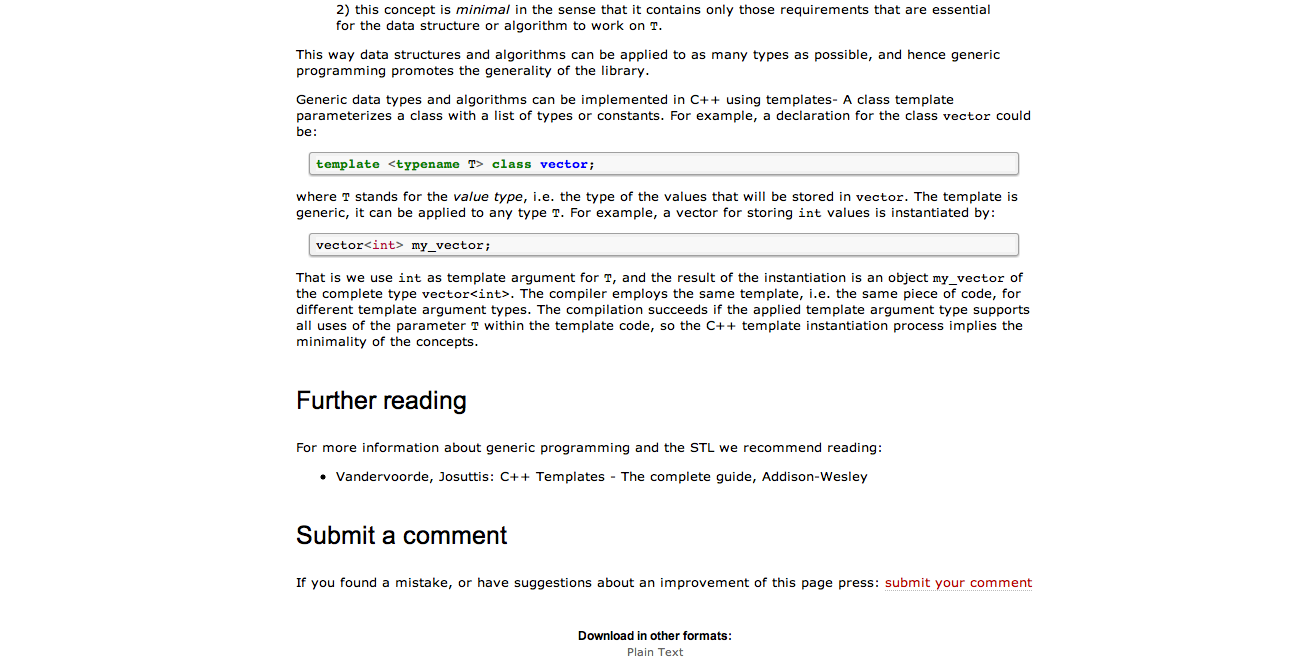 2) this concept is minimal in the sense that it contains only those requirements that are essential
for the data structure or algorithm to work on T.
This way data structures and algorithms can be applied to as many types as possible, and hence generic
programming promotes the generality of the library.
Generic data types and algorithms can be implemented in C++ using templates- A class template
parameterizes a class with a list of types or constants. For example, a declaration for the class vector could
be:
template <typename T> class vector;
where T stands for the value type, i.e. the type of the values that will be stored in vector. The template is
generic, it can be applied to any type T. For example, a vector for storing int values is instantiated by:
vector<int> my_vector;
That is we use int as template argument for T, and the result of the instantiation is an object my_vector of
the complete type vector<int>. The compiler employs the same template, i.e. the same piece of code, for
different template argument types. The compilation succeeds if the applied template argument type supports
all uses of the parameter T within the template code, so the C++ template instantiation process implies the
minimality of the concepts.
Further reading
For more information about generic programming and the STL we recommend reading:
• Vandervoorde, Josuttis: C++ Templates - The complete guide, Addison-Wesley
Submit a comment
If you found a mistake, or have suggestions about an improvement of this page press: submit your comment
Download in other formats:
Plain Text